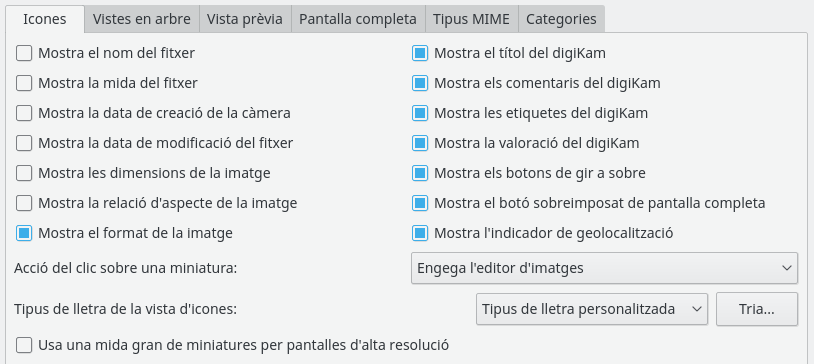 Icones Vistes en arbre Vista prèvia Pantalla completa Tipus MIME Categories
Mostra el nom del fitxer Mostra el títol del digiKam
Mostra la mida del fitxer Mostra els comentaris del digiKam
Mostra la data de creació de la càmera Mostra les etiquetes del digiKam
Mostra la data de modificació del fitxer Mostra la valoració del digiKam
Mostra les dimensions de la imatge Mostra els botons de gir a sobre
Mostra la relació d'aspecte de la imatge Mostra el botó sobreimposat de pantalla completa
Mostra el format de la imatge Mostra l'indicador de geolocalització
Acció del clic sobre una miniatura: Engega l'editor d'imatges
Tipus de lletra de la vista d'icones: Tipus de lletra personalitzada Tria...
Usa una mida gran de miniatures per pantalles d'alta resolució